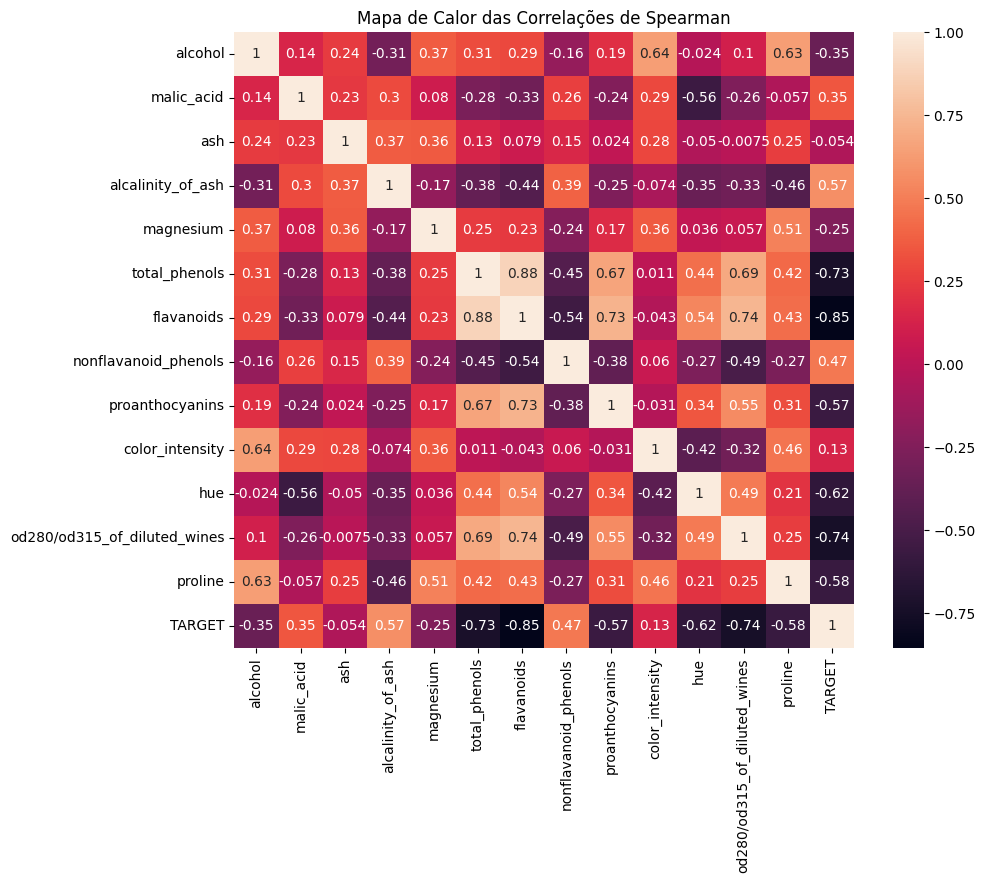 Mapa de Calor das Correlações de Spearman
alcohol 1 0.14 0.24 -0.31 0.37 0.31 0.29 -0.16 0.19 0.64 -0.024 0.1 0.63 -0.35
malic_acid 0.14 1 0.23 0.3 0.08 -0.28 -0.33 0.26 -0.24 0.29 -0.56 -0.26 -0.057 0.35
ash 0.24 0.23 1 0.37 0.36 0.13 0.079 0.15 0.024 0.28 -0.05 -0.0075 0.25 -0.054
alcalinity_of_ash -0.31 0.3 0.37 1 -0.17 -0.38 -0.44 0.39 -0.25 -0.074 -0.35 -0.33 -0.46 0.57
magnesium 0.37 0.08 0.36 -0.17 1 0.25 0.23 -0.24 0.17 0.36 0.036 0.057 0.51 -0.25
total_phenols 0.31 -0.28 0.13 -0.38 0.25 1 0.88 -0.45 0.67 0.011 0.44 0.69 0.42 -0.73
flavanoids 0.29 -0.33 0.079 -0.44 0.23 0.88 1 -0.54 0.73 -0.043 0.54 0.74 0.43 -0.85
nonflavanoid_phenols -0.16 0.26 0.15 0.39 -0.24 -0.45 -0.54 1 -0.38 0.06 -0.27 -0.49 -0.27 0.47
proanthocyanins 0.19 -0.24 0.024 -0.25 0.17 0.67 0.73 -0.38 1 -0.031 0.34 0.55 0.31 -0.57
color_intensity 0.64 0.29 0.28 -0.074 0.36 0.011 -0.043 0.06 -0.031 1 -0.42 -0.32 0.46 0.13
hue -0.024 -0.56 -0.05 -0.35 0.036 0.44 0.54 -0.27 0.34 -0.42 1 0.49 0.21 -0.62
od280/od315_of_diluted_wines 0.1 -0.26 -0.0075 -0.33 0.057 0.69 0.74 -0.49 0.55 -0.32 0.49 1 0.25 -0.74
proline 0.63 -0.057 0.25 -0.46 0.51 0.42 0.43 -0.27 0.31 0.46 0.21 0.25 1 -0.58
TARGET -0.35 0.35 -0.054 0.57 -0.25 -0.73 -0.85 0.47 -0.57 0.13 -0.62 -0.74 -0.58 1
alcohol
malic_acid
ash
alcalinity_of_ash
magnesium
total_phenols
flavanoids
nonflavanoid_phenols
proanthocyanins
color_intensity
hue
od280/od315_of_diluted_wines
proline
TARGET
1.00
0.75
0.50
0.25
0.00
−0.25
−0.50
−0.75